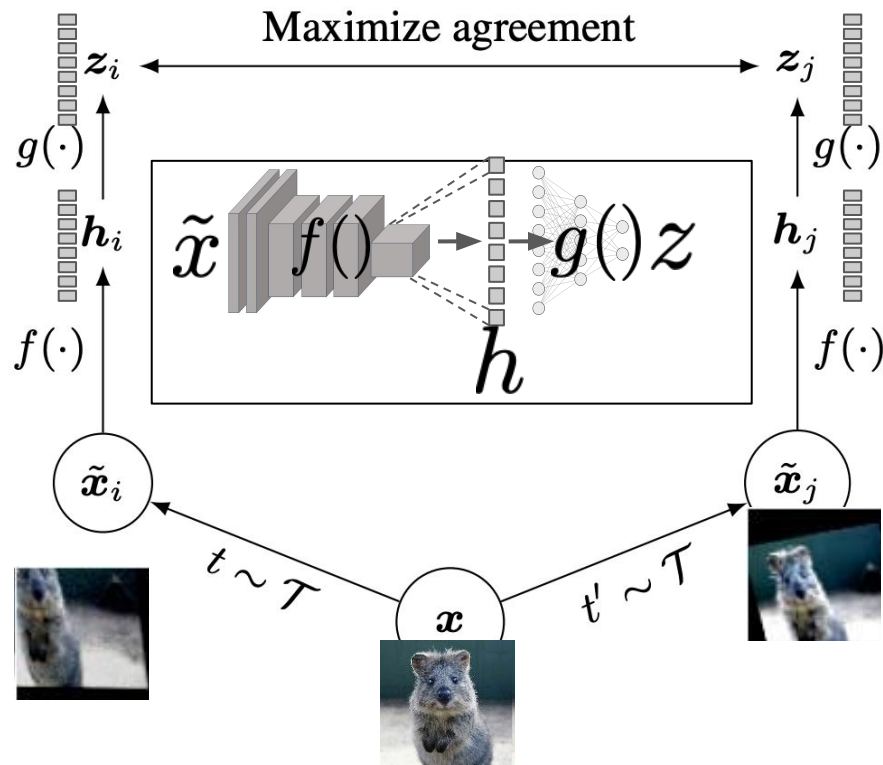 Maximize agreement
z_i z_j
g(·) g(·)
h_i h_j
x̃ f() g() z
h
f(·) f(·)
x̃_i x̃_j
t ∼ 𝒯 t′ ∼ 𝒯
x